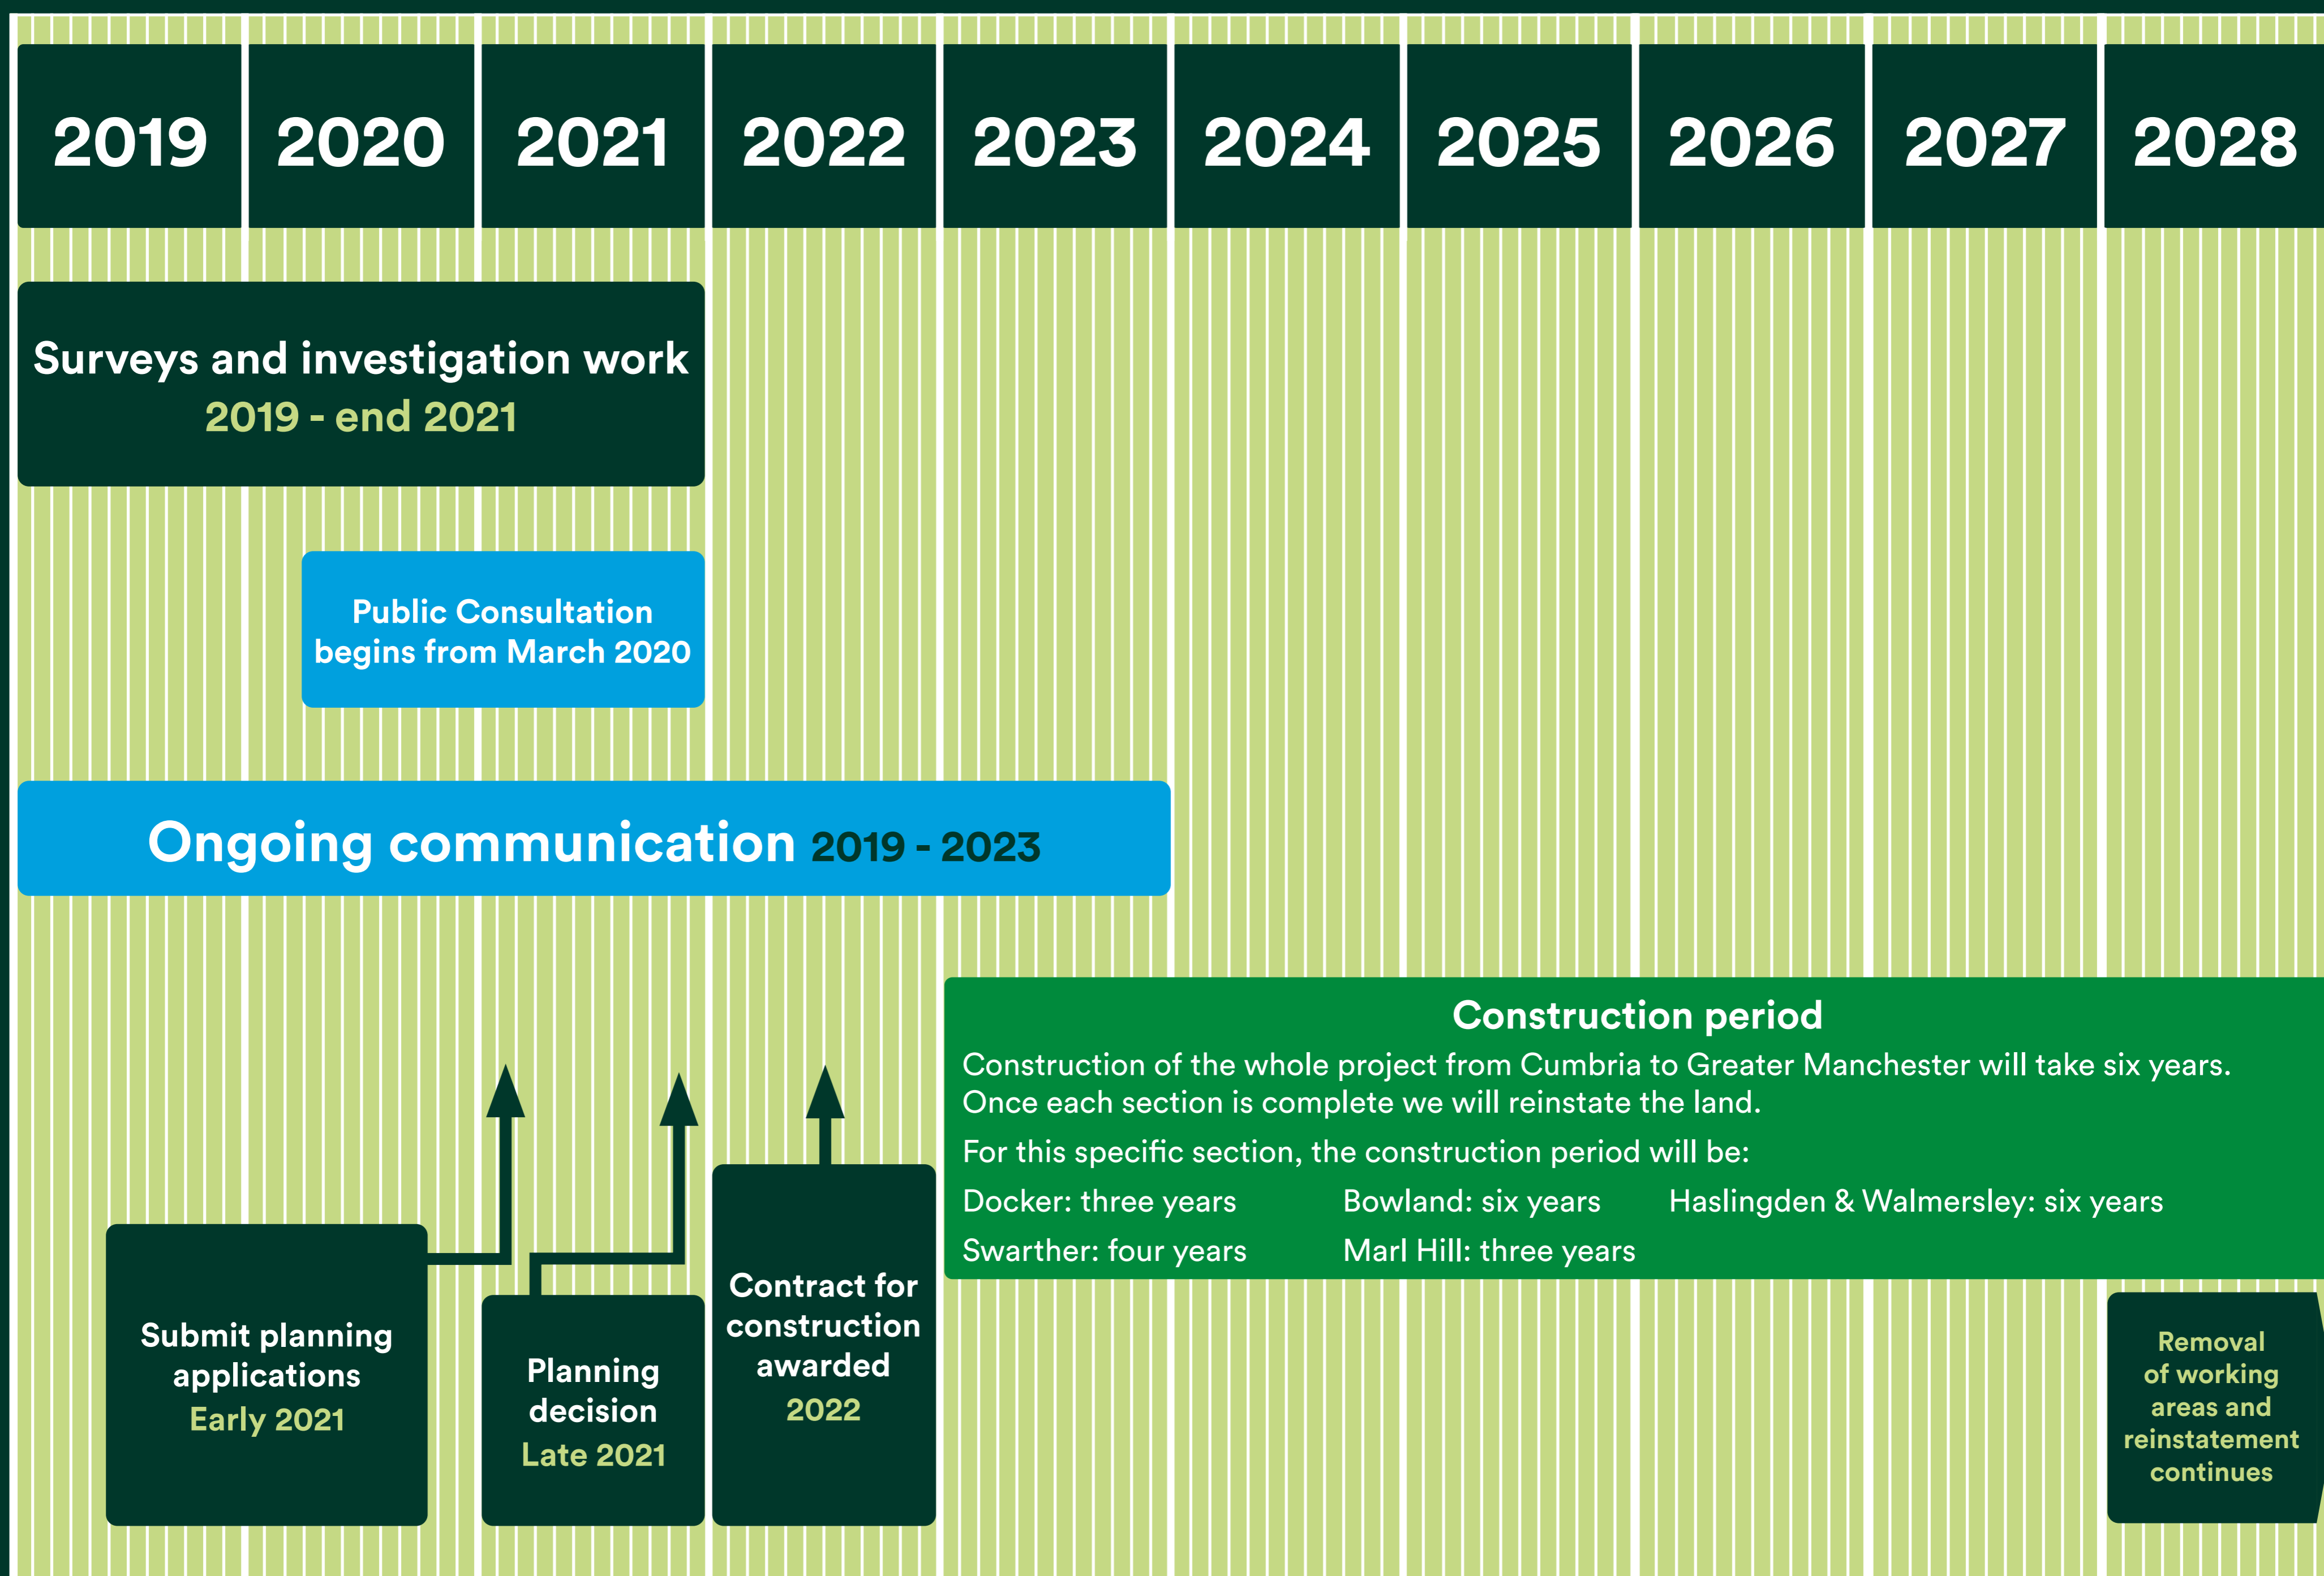 2019 2020 2021 2022 2023 2024 2025 2026 2027 2028
Surveys and investigation work
2019 - end 2021
Public Consultation
begins from March 2020
Ongoing communication 2019 - 2023
Construction period
Construction of the whole project from Cumbria to Greater Manchester will take six years.
Once each section is complete we will reinstate the land.
For this specific section, the construction period will be:
Docker: three years Bowland: six years Haslingden & Walmersley: six years
Swarther: four years Marl Hill: three years
Submit planning
applications
Early 2021
Planning
decision
Late 2021
Contract for
construction
awarded
2022
Removal
of working
areas and
reinstatement
continues